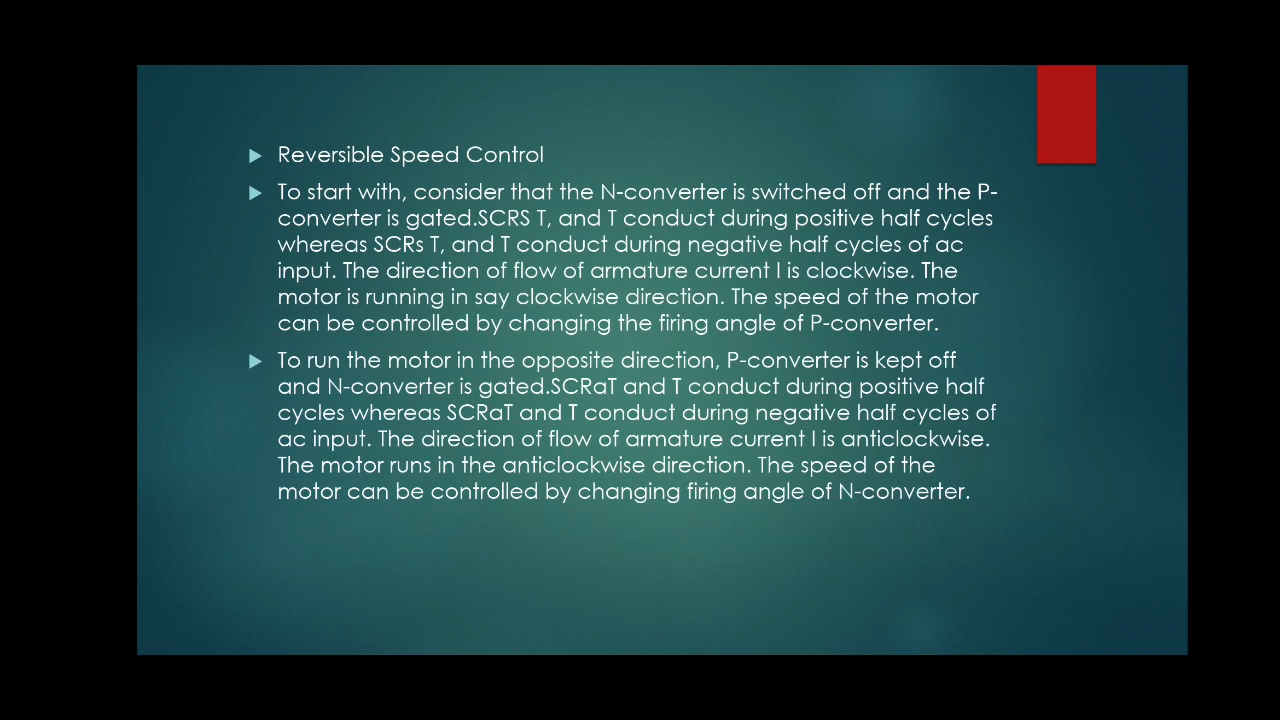 Reversible Speed Control
To start with, consider that the N-converter is switched off and the P-
converter is gated.SCRS T, and T conduct during positive half cycles
whereas SCRs T, and T conduct during negative half cycles of ac
input. The direction of flow of armature current I is clockwise. The
motor is running in say clockwise direction. The speed of the motor
can be controlled by changing the firing angle of P-converter.
To run the motor in the opposite direction, P-converter is kept off
and N-converter is gated.SCRaT and T conduct during positive half
cycles whereas SCRaT and T conduct during negative half cycles of
ac input. The direction of flow of armature current I is anticlockwise.
The motor runs in the anticlockwise direction. The speed of the
motor can be controlled by changing firing angle of N-converter.